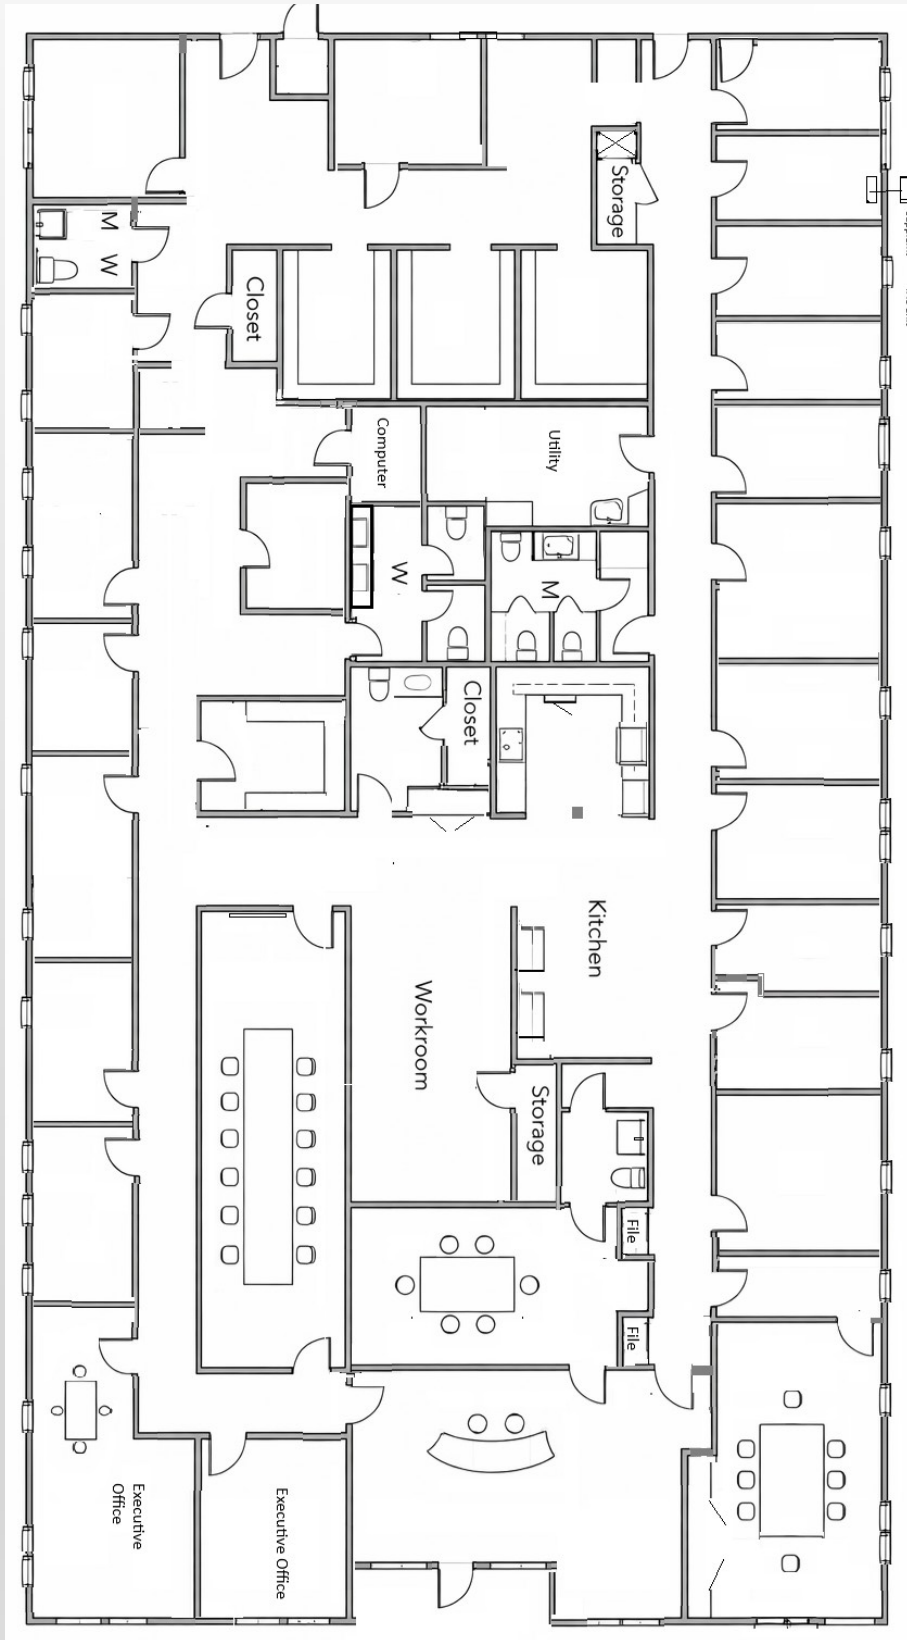 Storage
M W
Closet
Computer
Utility
W
M
Closet
Kitchen
Workroom
Storage
File
File
Executive
Office
Executive Office